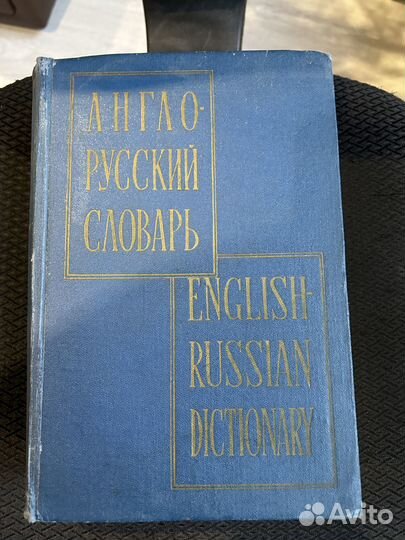 АНГЛО-
РУССКИЙ
СЛОВАРЬ
ENGLISH-
RUSSIAN
DICTIONARY
Avito